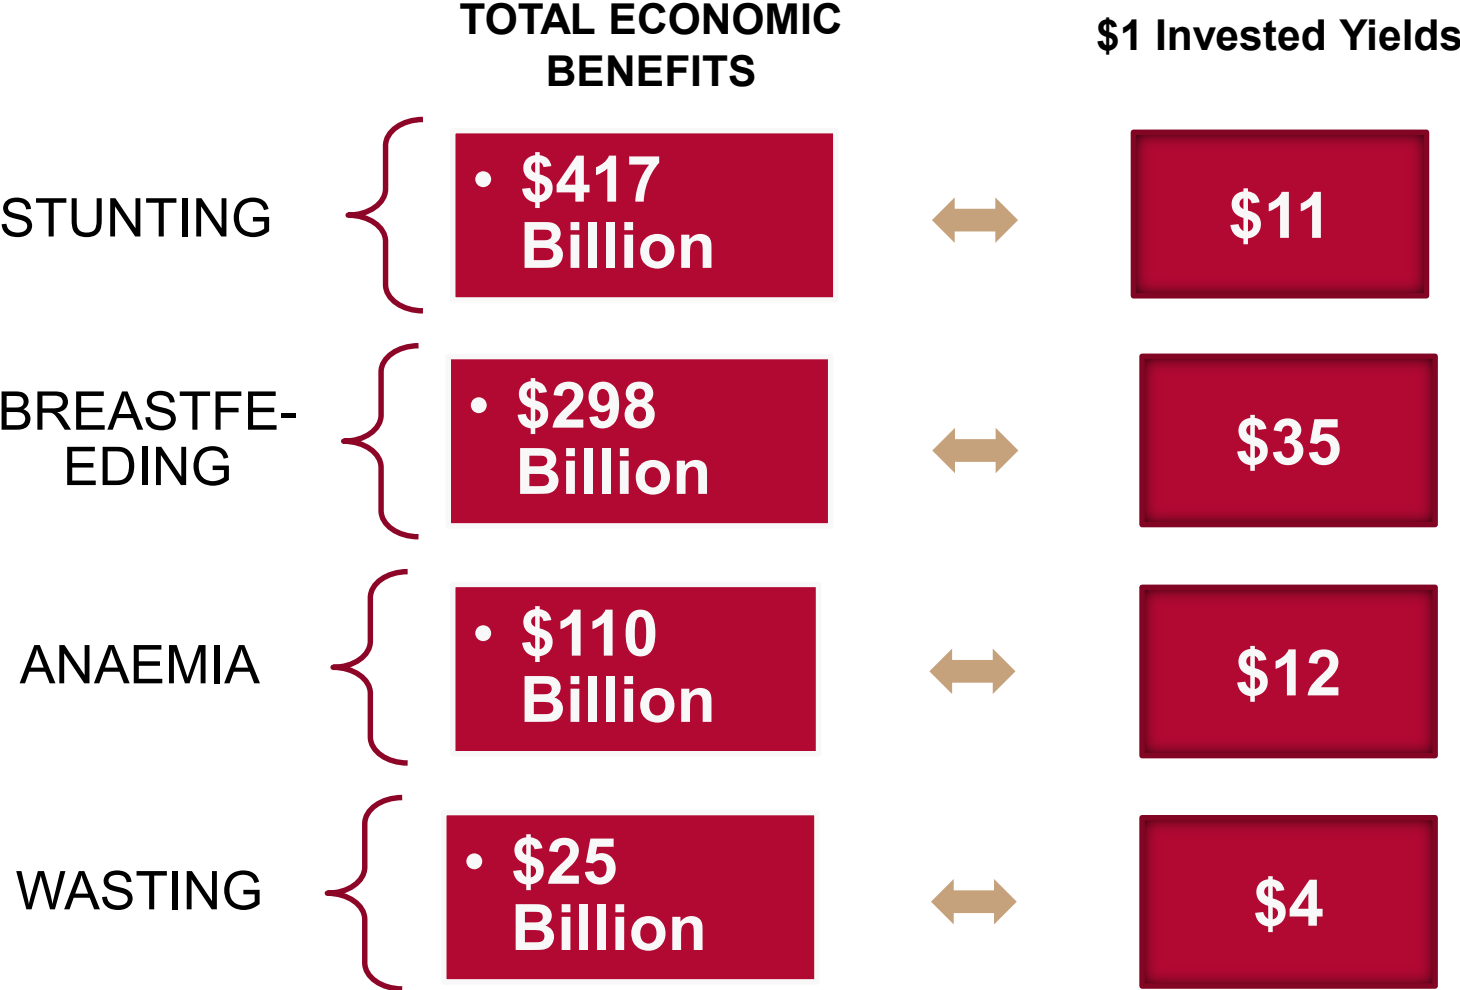 TOTAL ECONOMIC
BENEFITS
$1 Invested Yields
STUNTING
• $417
Billion
$11
BREASTFE-
EDING
• $298
Billion
$35
ANAEMIA
• $110
Billion
$12
WASTING
• $25
Billion
$4